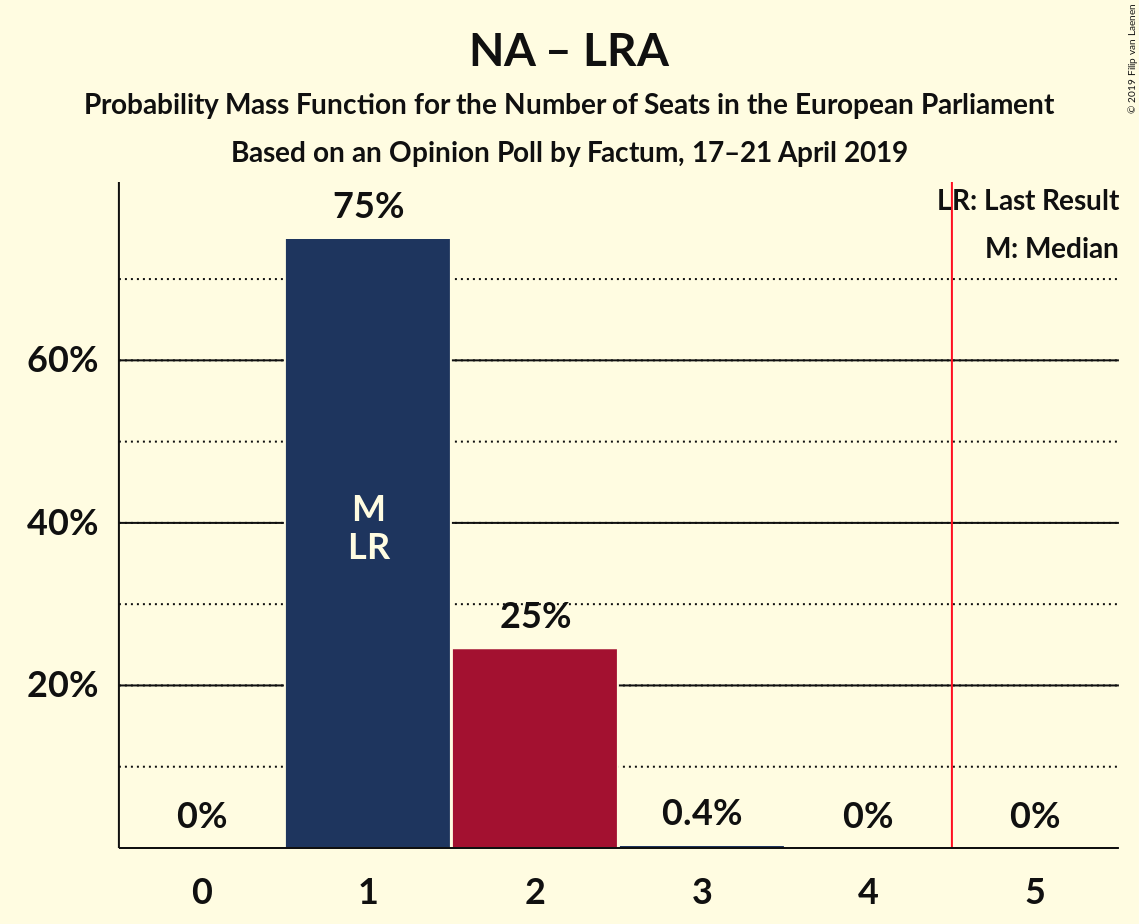 NA – LRA
Probability Mass Function for the Number of Seats in the European Parliament
Based on an Opinion Poll by Factum, 17–21 April 2019
© 2019 Filip van Laenen
LR: Last Result
M: Median
75%
60%
40%
20%
M
LR
25%
0%
0.4%
0%
0%
0 1 2 3 4 5